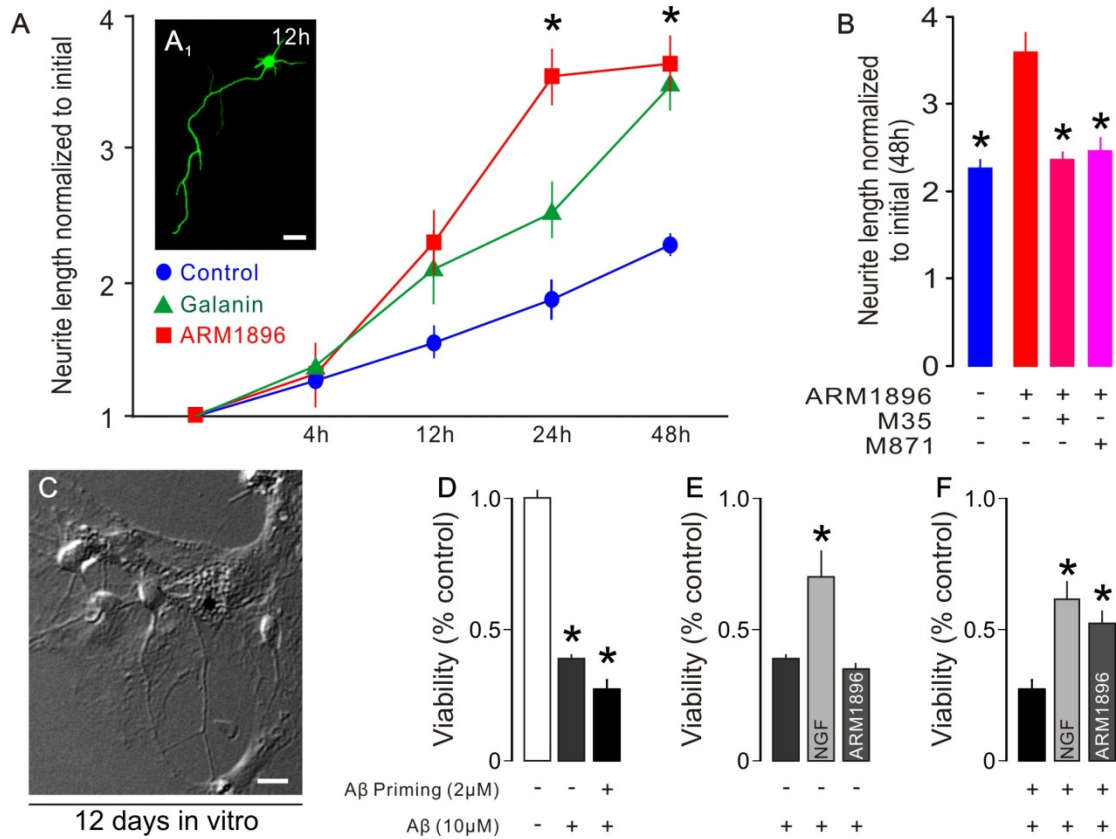 A
Neurite length normalized to initial
4
3
2
1
A1
12h
Control
Galanin
ARM1896
*
*
4h
12h
24h
48h
B
Neurite length normalized
to initial (48h)
4
2
0
*
*
*
ARM1896 - + + +
M35 - - + -
M871 - - - +
C
12 days in vitro
D
Viability (% control)
1.0
0.5
0
*
*
Aβ Priming (2µM) - - +
Aβ (10µM) - + +
E
Viability (% control)
1.0
0.5
0
*
NGF
ARM1896
- - -
+ + +
F
Viability (% control)
1.0
0.5
0
*
*
NGF
ARM1896
+ + +
+ + +